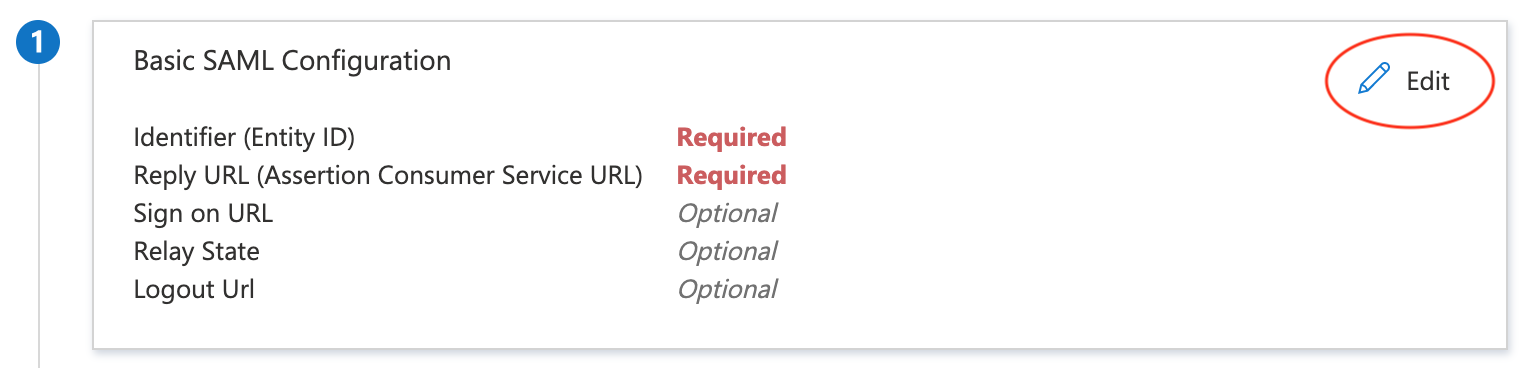 1
Basic SAML Configuration
Edit
Identifier (Entity ID) Required
Reply URL (Assertion Consumer Service URL) Required
Sign on URL Optional
Relay State Optional
Logout Url Optional